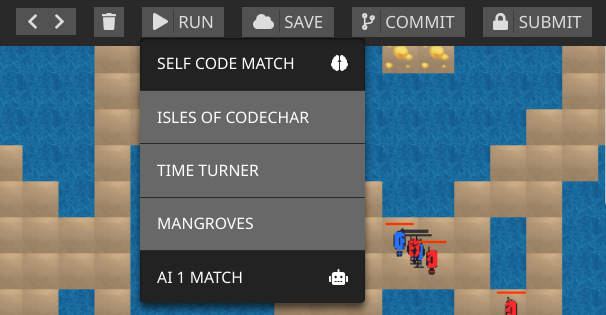 RUN SAVE COMMIT SUBMIT
SELF CODE MATCH
ISLES OF CODECHAR
TIME TURNER
MANGROVES
AI 1 MATCH